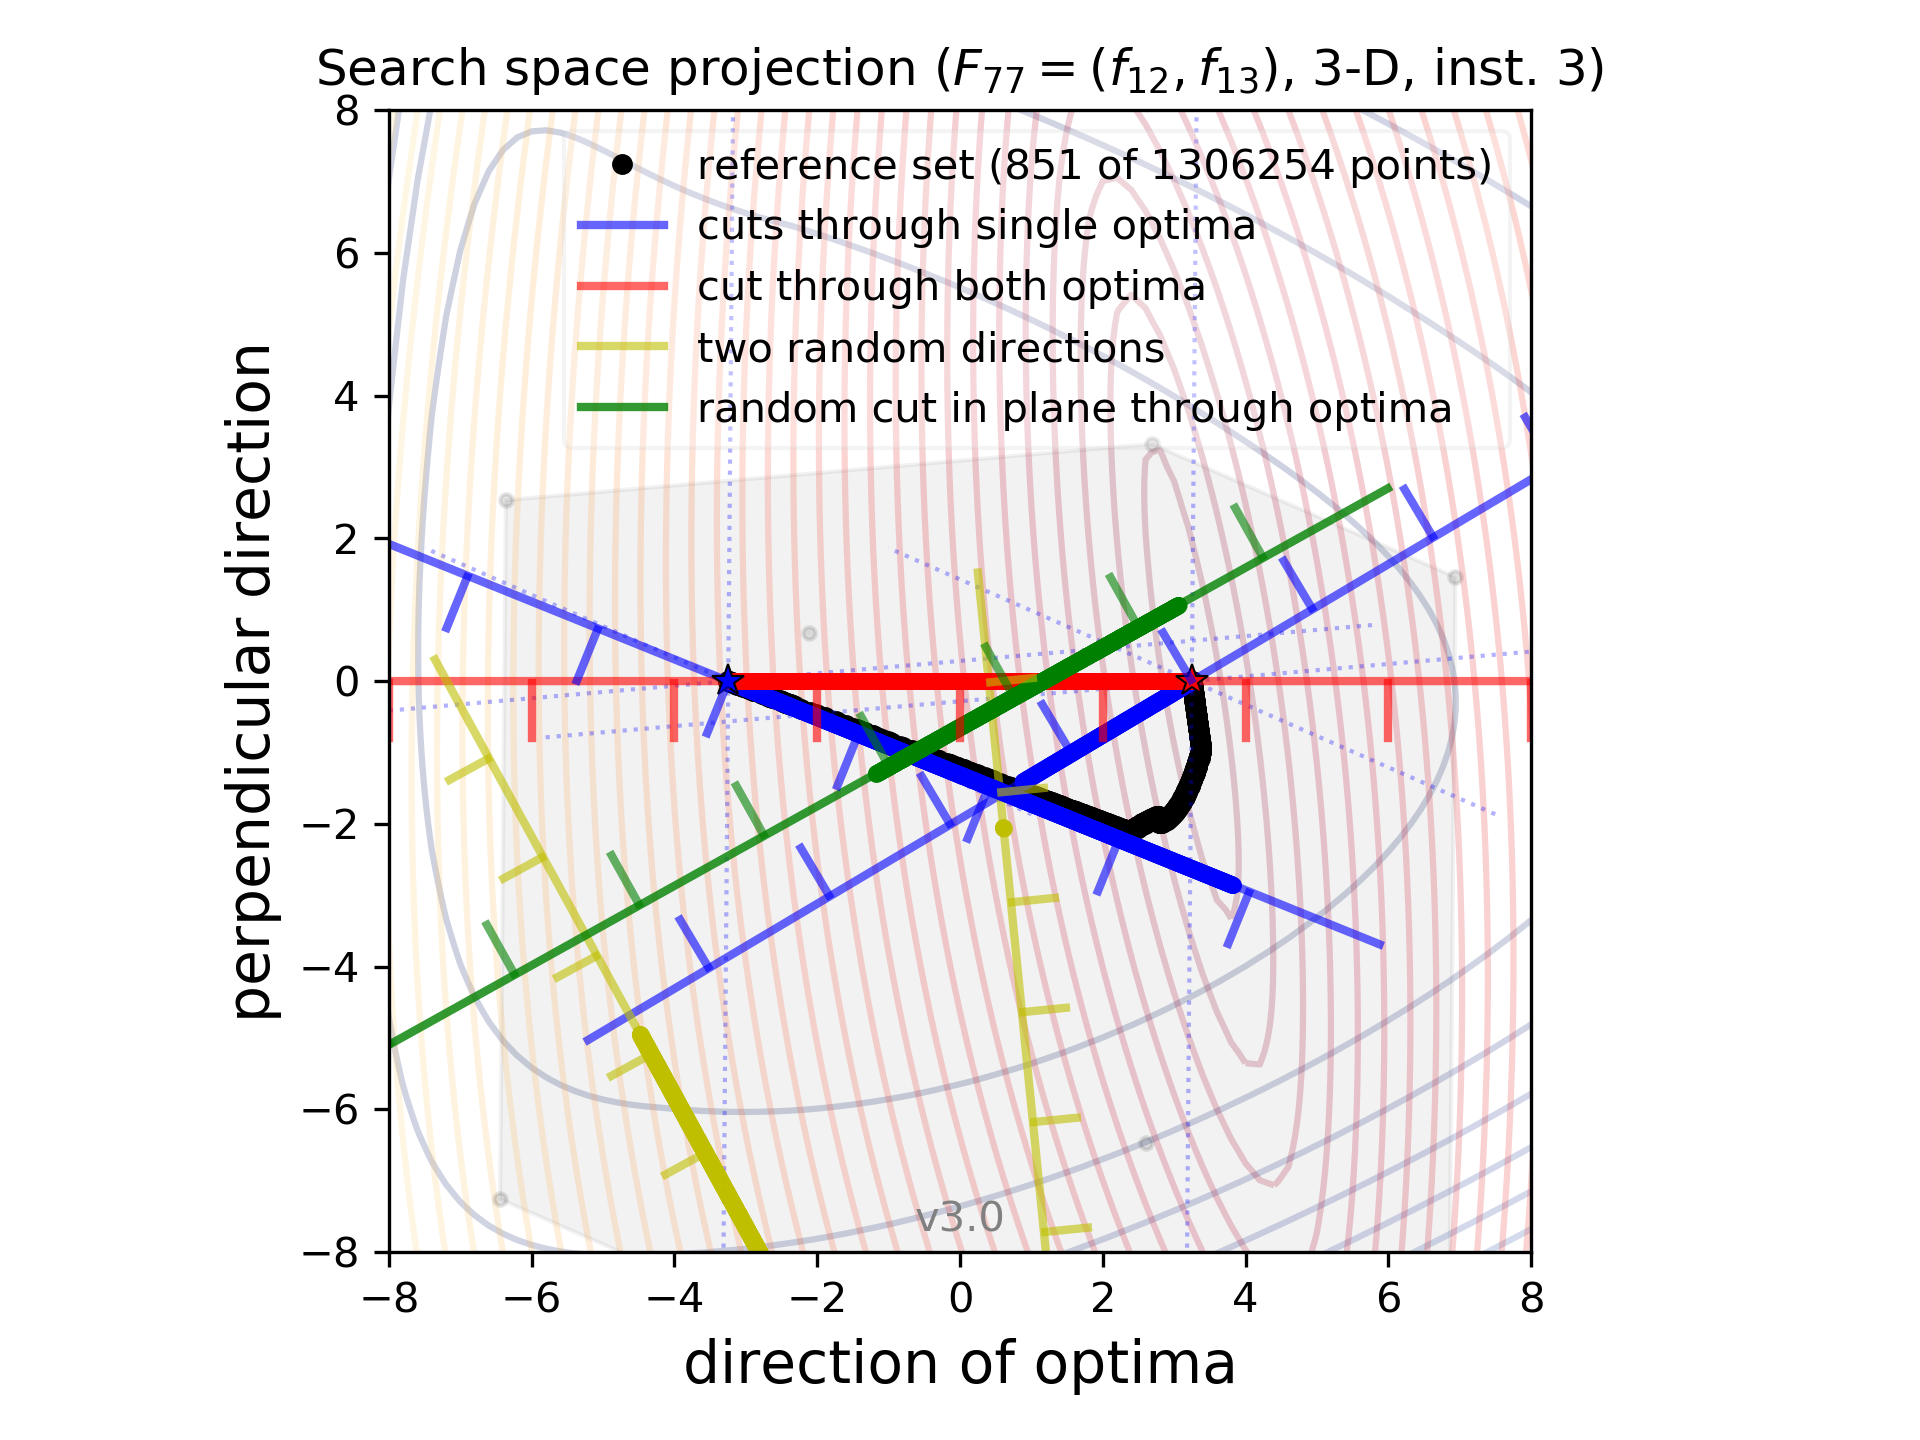 Search space projection (F₇₇ = (f₁₂, f₁₃), 3-D, inst. 3)
reference set (851 of 1306254 points)
cuts through single optima
cut through both optima
two random directions
random cut in plane through optima
perpendicular direction
8
6
4
2
0
−2
−4
−6
−8
v3.0
−8 −6 −4 −2 0 2 4 6 8
direction of optima